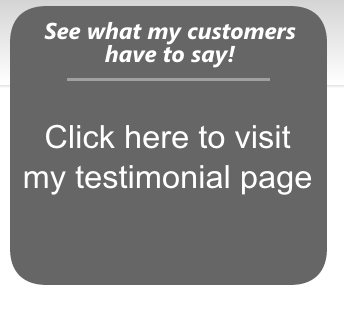 See what my customers
have to say!
Click here to visit
my testimonial page